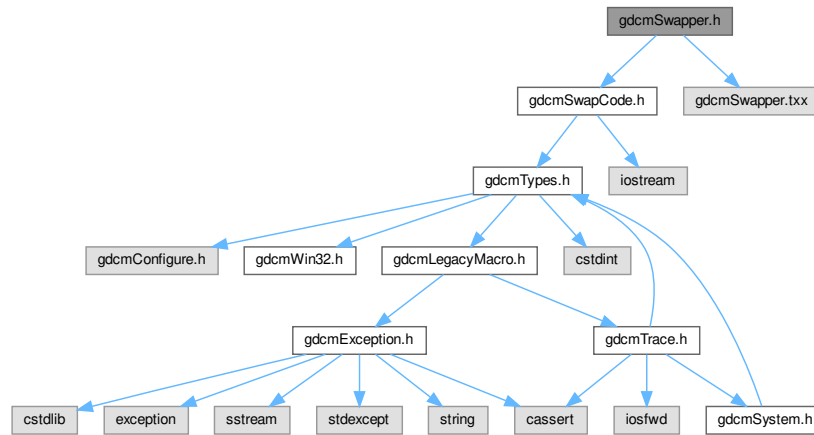 gdcmSwapper.h
gdcmSwapCode.h
gdcmSwapper.txx
gdcmTypes.h
iostream
gdcmConfigure.h
gdcmWin32.h
gdcmLegacyMacro.h
cstdint
gdcmException.h
gdcmTrace.h
cstdlib
exception
sstream
stdexcept
string
cassert
iosfwd
gdcmSystem.h